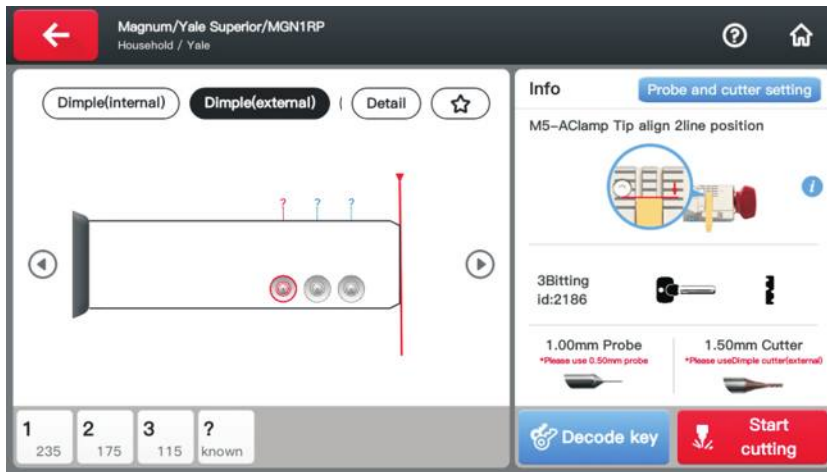 Magnum/Yale Superior/MGN1RP
Household / Yale
Dimple(internal)
Dimple(external)
Detail
? ? ?
Info
Probe and cutter setting
M5-AClamp Tip align 2line position
3Bitting
id:2186
1.00mm Probe
*Please use 0.50mm probe
1.50mm Cutter
*Please useDimple cutter(external)
1
235
2
175
3
115
?
known
Decode key
Start
cutting